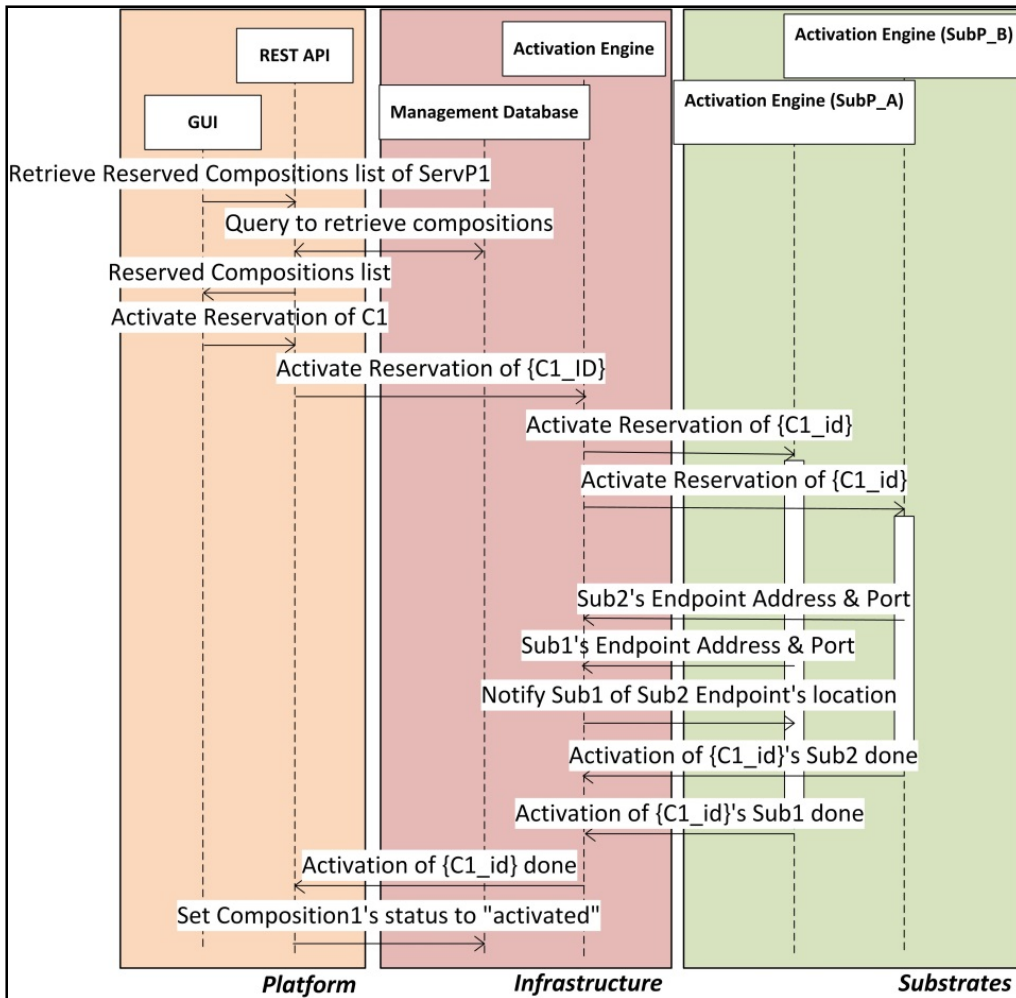 Activation Engine (SubP_B)
REST API
Activation Engine
Activation Engine (SubP_A)
GUI
Management Database
Retrieve Reserved Compositions list of ServP1
Query to retrieve compositions
Reserved Compositions list
Activate Reservation of C1
Activate Reservation of {C1_ID}
Activate Reservation of {C1_id}
Activate Reservation of {C1_id}
Sub2's Endpoint Address & Port
Sub1's Endpoint Address & Port
Notify Sub1 of Sub2 Endpoint's location
Activation of {C1_id}'s Sub2 done
Activation of {C1_id}'s Sub1 done
Activation of {C1_id} done
Set Composition1's status to "activated"
Platform
Infrastructure
Substrates